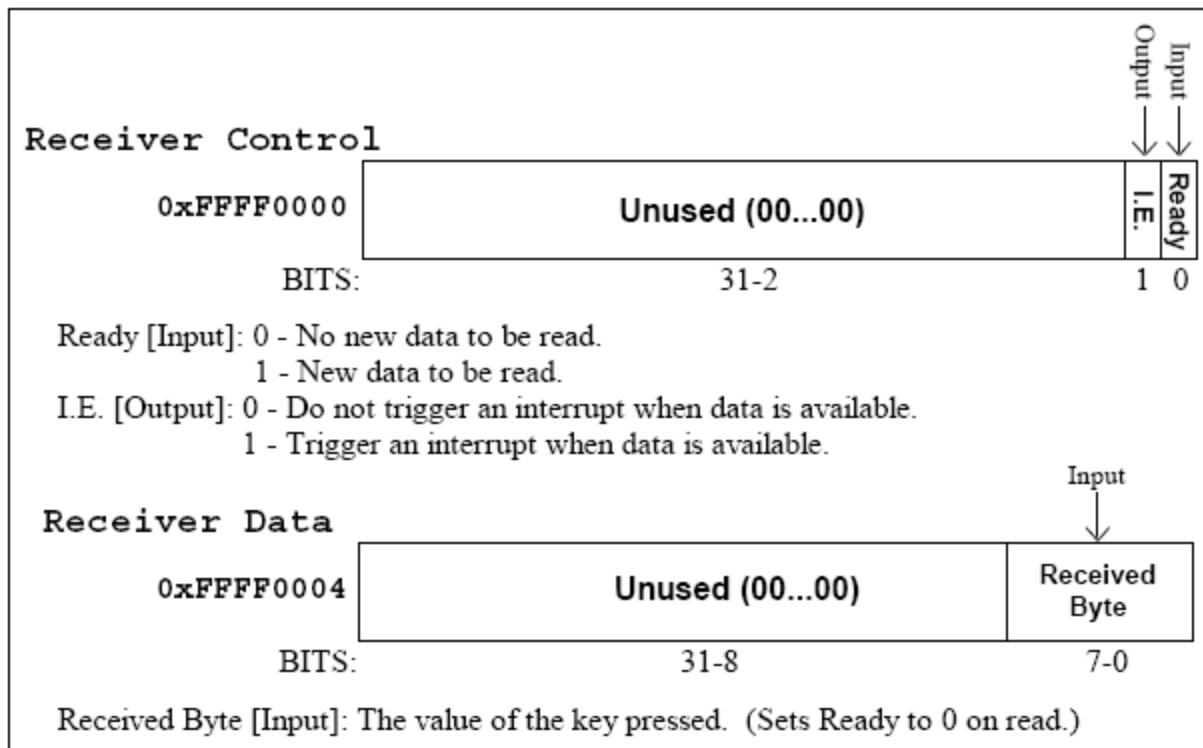 Output
Input
Receiver Control
0xFFFF0000
Unused (00...00)
I.E.
Ready
BITS: 31-2 1 0
Ready [Input]: 0 - No new data to be read.
1 - New data to be read.
I.E. [Output]: 0 - Do not trigger an interrupt when data is available.
1 - Trigger an interrupt when data is available.
Input
Receiver Data
0xFFFF0004
Unused (00...00)
Received
Byte
BITS: 31-8 7-0
Received Byte [Input]: The value of the key pressed. (Sets Ready to 0 on read.)